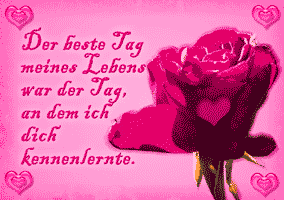 Der beste Tag
meines Lebens
war der Tag,
an dem ich
dich
kennenlernte.